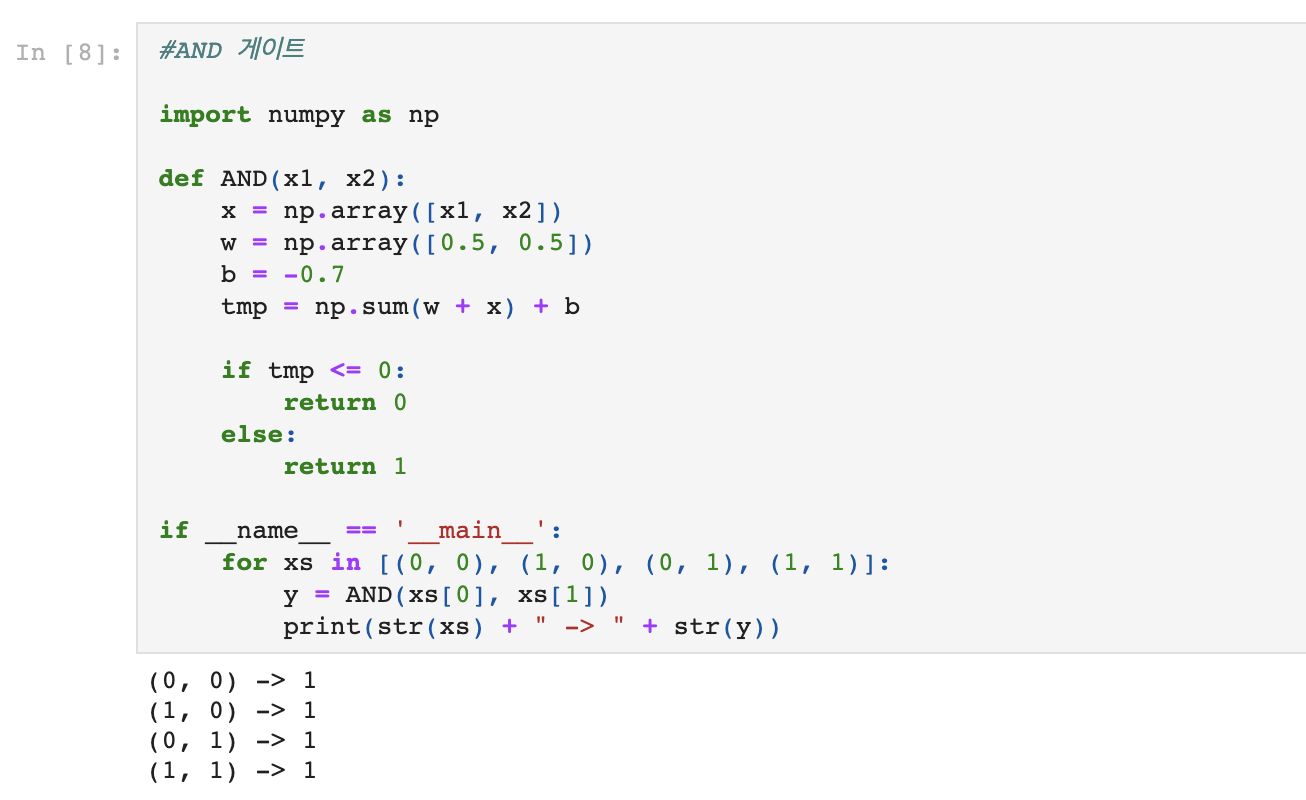 In [8]:
#AND 게이트
import numpy as np
def AND(x1, x2):
    x = np.array([x1, x2])
    w = np.array([0.5, 0.5])
    b = -0.7
    tmp = np.sum(w + x) + b
    if tmp <= 0:
        return 0
    else:
        return 1
if __name__ == '__main__':
    for xs in [(0, 0), (1, 0), (0, 1), (1, 1)]:
        y = AND(xs[0], xs[1])
        print(str(xs) + " -> " + str(y))
(0, 0) -> 1
(1, 0) -> 1
(0, 1) -> 1
(1, 1) -> 1